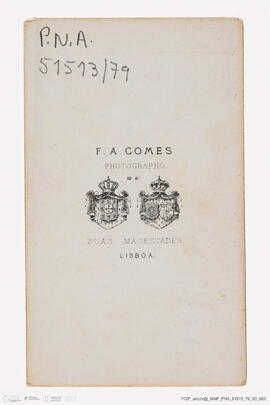 P.N.A.
51513/79
F. A. GOMES
PHOTOGRAPHO
DE
SUAS MAGESTADES
LISBOA.